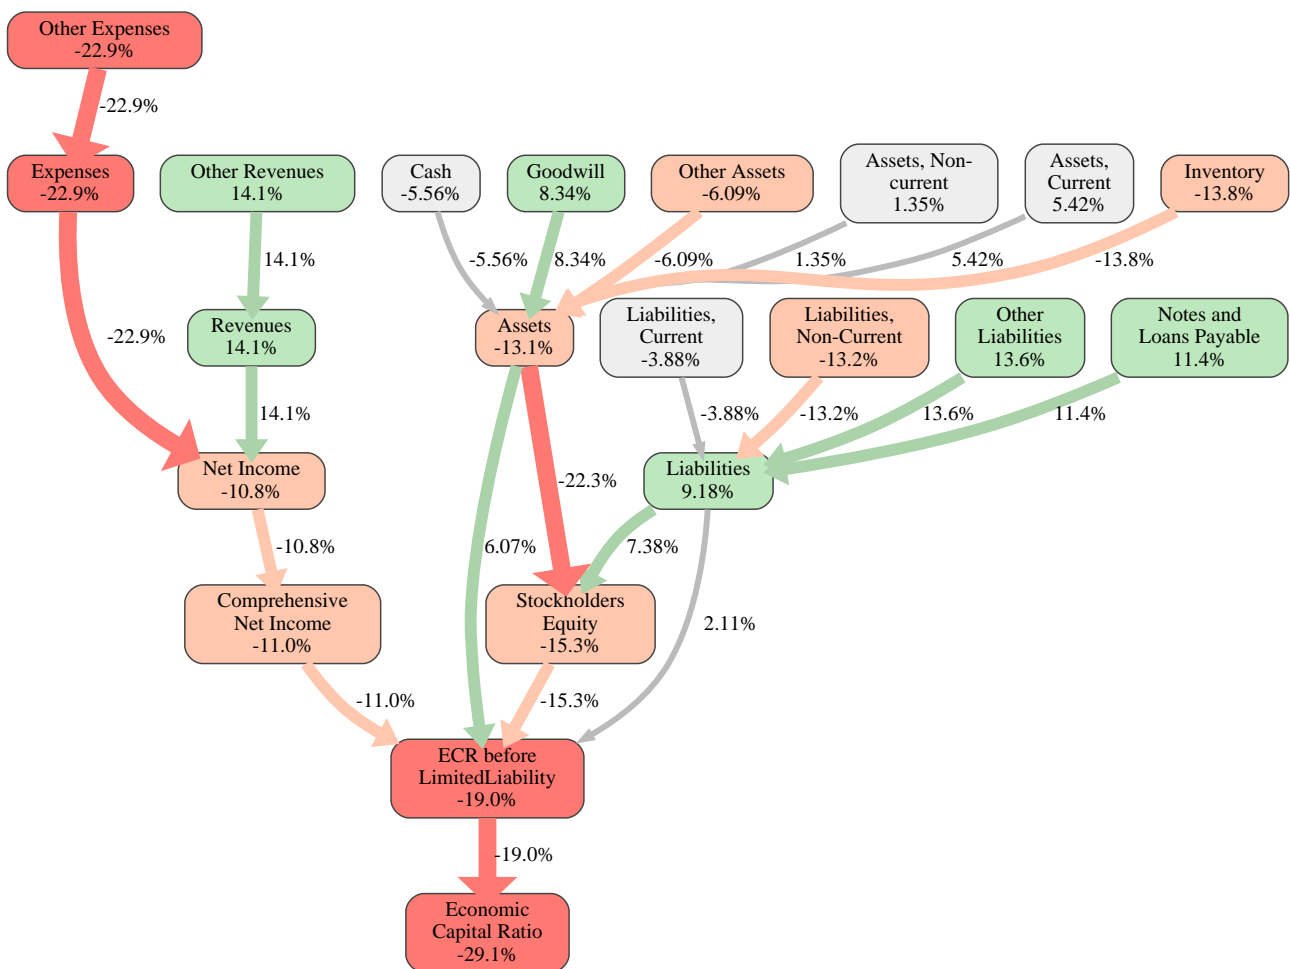 Other Expenses
-22.9%
-22.9%
Expenses
-22.9%
Other Revenues
14.1%
Cash
-5.56%
Goodwill
8.34%
Other Assets
-6.09%
Assets, Non-
current
1.35%
Assets,
Current
5.42%
Inventory
-13.8%
14.1%
-5.56%
8.34%
-6.09%
1.35%
5.42%
-13.8%
-22.9%
Revenues
14.1%
Assets
-13.1%
Liabilities,
Current
-3.88%
Liabilities,
Non-Current
-13.2%
Other
Liabilities
13.6%
Notes and
Loans Payable
11.4%
14.1%
-3.88%
-13.2%
13.6%
11.4%
Net Income
-10.8%
-22.3%
Liabilities
9.18%
-10.8%
6.07%
7.38%
Comprehensive
Net Income
-11.0%
Stockholders
Equity
-15.3%
2.11%
-11.0%
-15.3%
ECR before
LimitedLiability
-19.0%
-19.0%
Economic
Capital Ratio
-29.1%